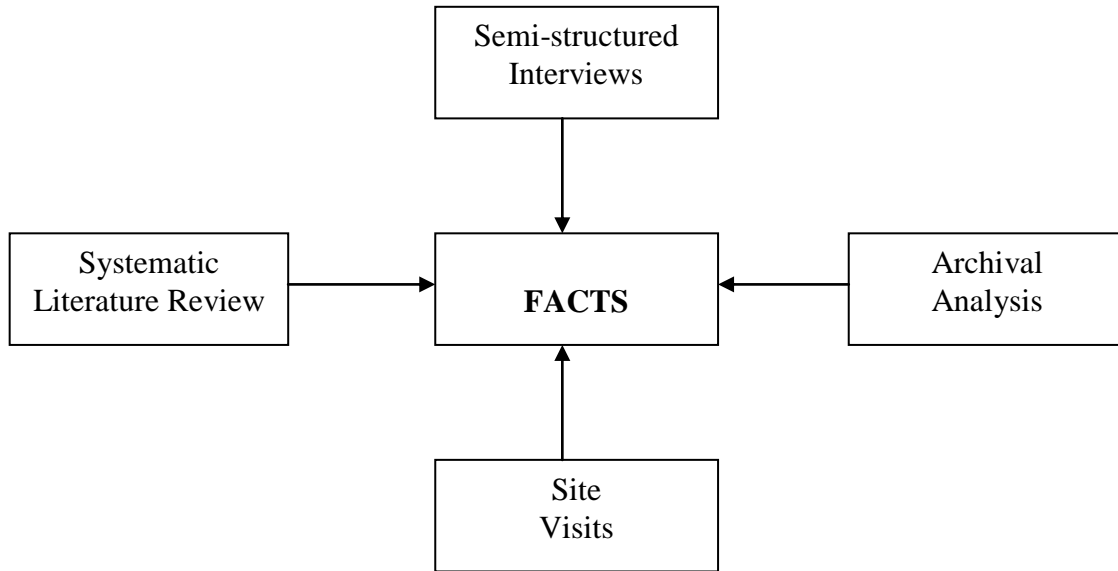 Semi-structured
Interviews
Systematic
Literature Review
FACTS
Archival
Analysis
Site
Visits